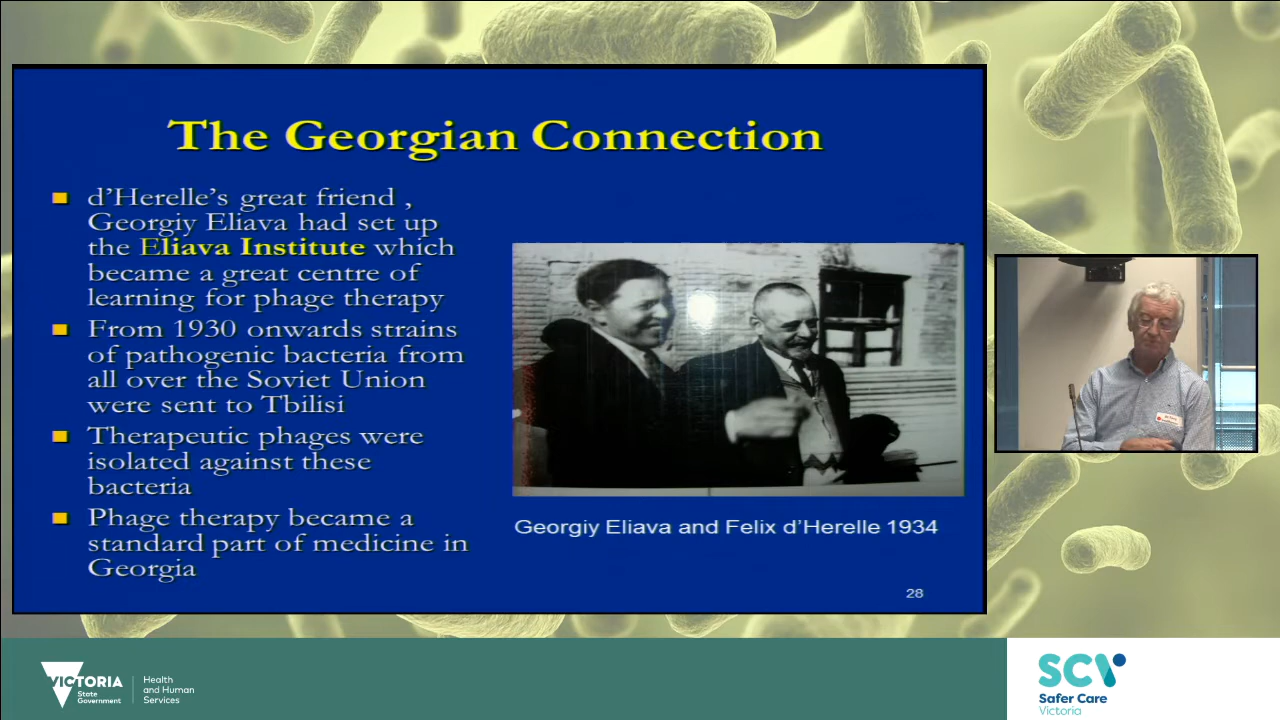 The Georgian Connection
d’Herelle’s great friend ,
Georgiy Eliava had set up
the Eliava Institute which
became a great centre of
learning for phage therapy
From 1930 onwards strains
of pathogenic bacteria from
all over the Soviet Union
were sent to Tbilisi
Therapeutic phages were
isolated against these
bacteria
Phage therapy became a
standard part of medicine in
Georgia
Georgiy Eliava and Felix d’Herelle 1934
28
VICTORIA
State
Government
Health
and Human
Services
SCV
Safer Care
Victoria